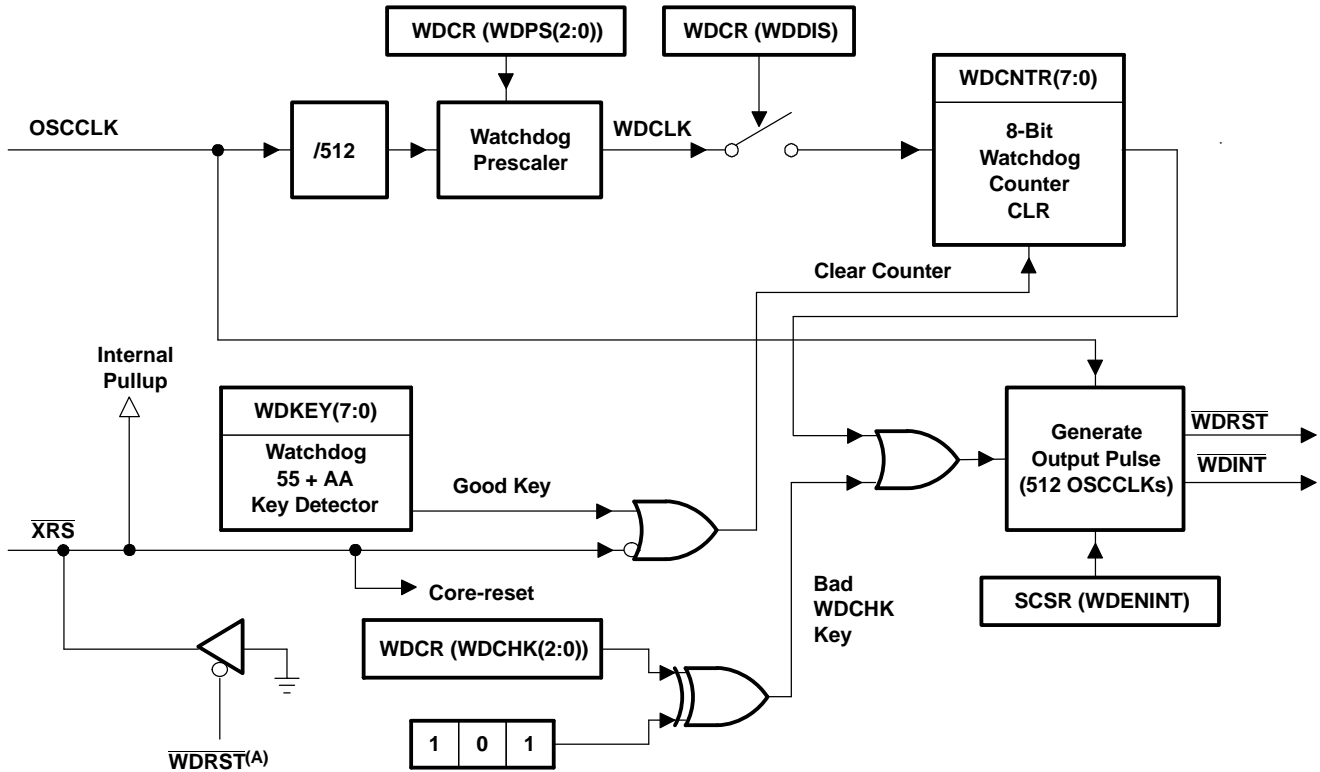 WDCR (WDPS(2:0))
WDCR (WDDIS)
WDCNTR(7:0)
OSCCLK
/512
Watchdog
Prescaler
WDCLK
8-Bit
Watchdog
Counter
CLR
Clear Counter
Internal
Pullup
WDKEY(7:0)
Watchdog
55 + AA
Key Detector
Good Key
XRS
Core-reset
Generate
Output Pulse
(512 OSCCLKs)
WDRST
WDINT
SCSR (WDENINT)
Bad
WDCHK
Key
WDCR (WDCHK(2:0))
1 0 1
WDRST(A)